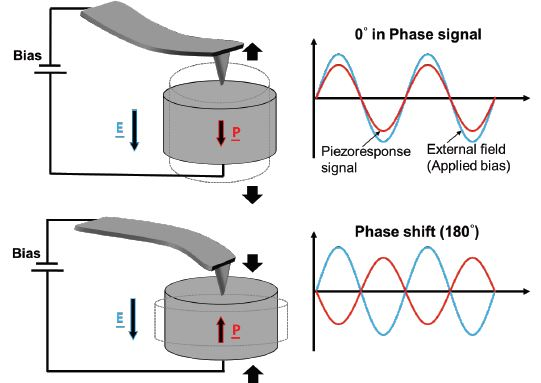 0° in Phase signal
Bias
E
P
Piezoresponse
signal
External field
(Applied bias)
Phase shift (180°)
Bias
E
P